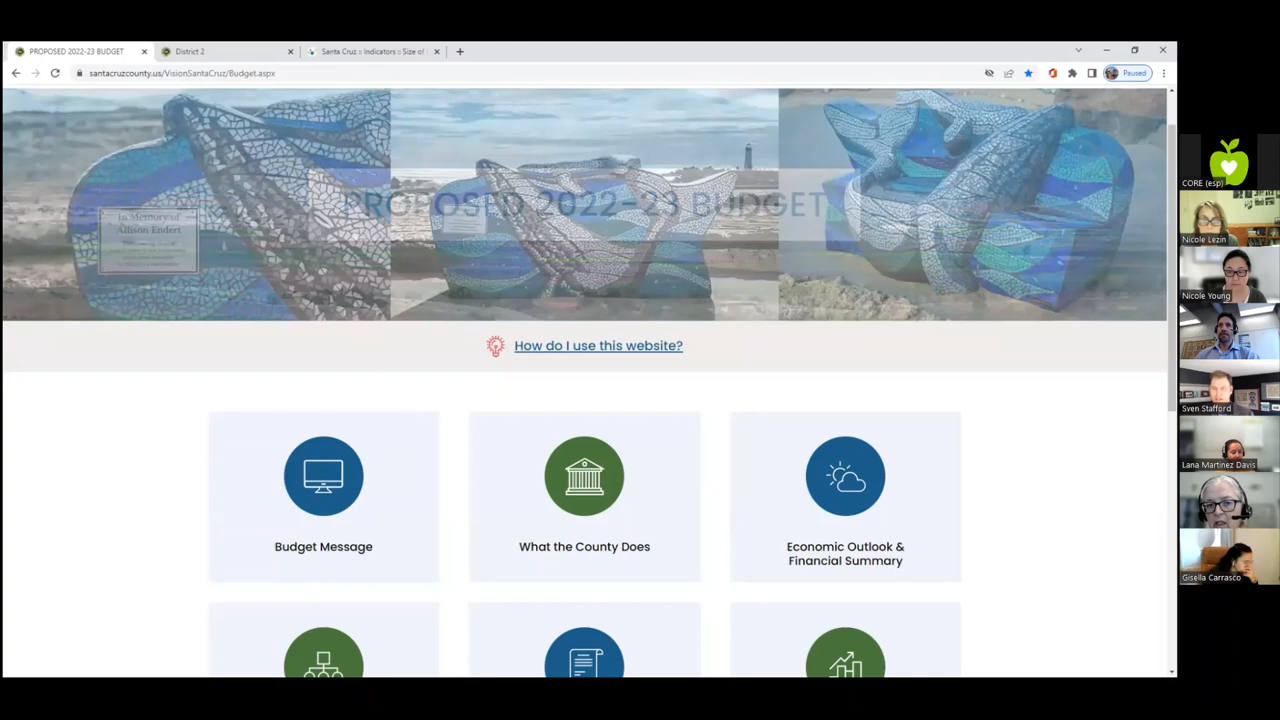 PROPOSED 2022-23 BUDGET
District 2
Santa Cruz :: Indicators :: Size of
santacruzcounty.us/VisionSantaCruz/Budget.aspx
Paused
PROPOSED 2022-23 BUDGET
In Memory of
Allison Endert
How do I use this website?
Budget Message
What the County Does
Economic Outlook &
Financial Summary
CORE (esp)
Nicole Lezin
Nicole Young
Sven Stafford
Lana Martinez Davis
Gisella Carrasco